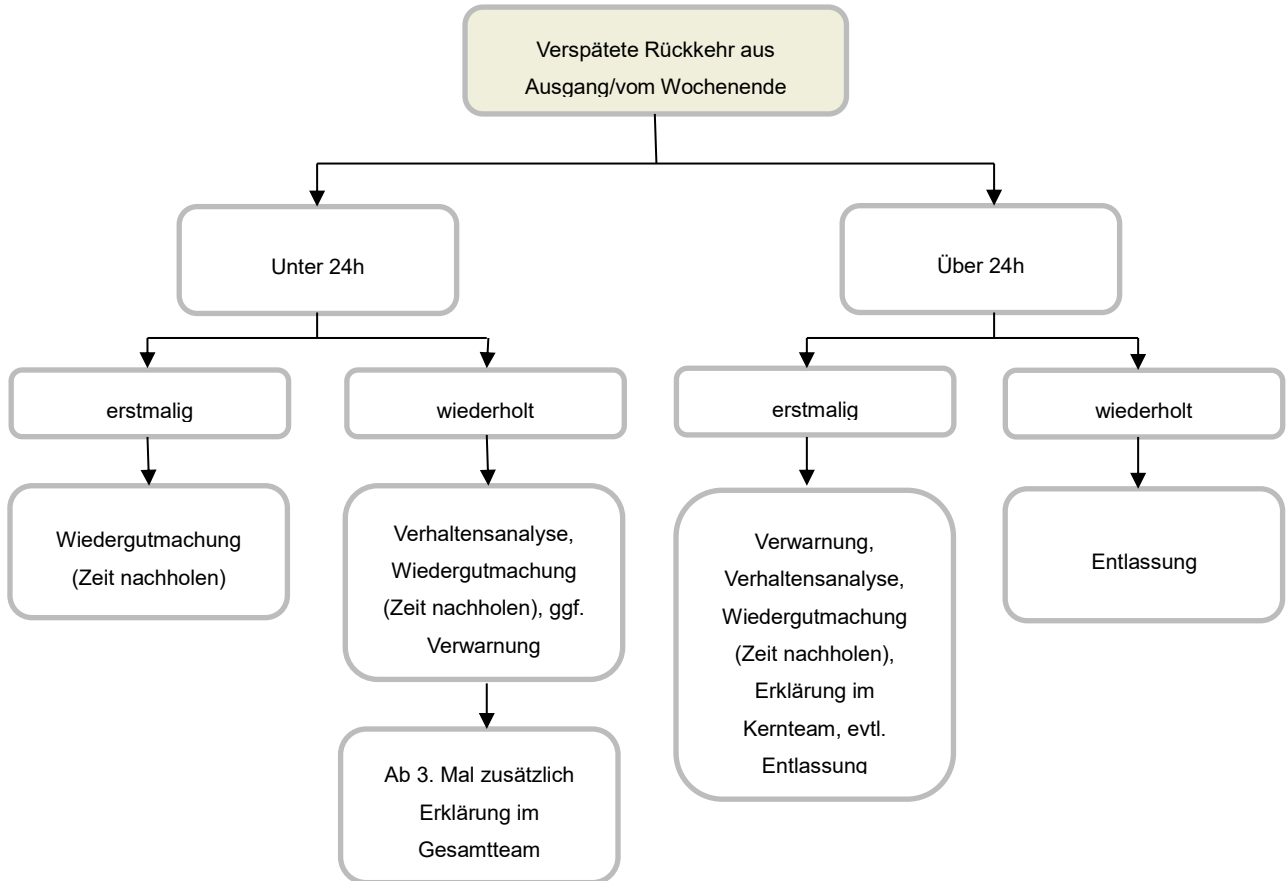 Verspätete Rückkehr aus
Ausgang/vom Wochenende
Unter 24h
Über 24h
erstmalig
wiederholt
erstmalig
wiederholt
Wiedergutmachung
(Zeit nachholen)
Verhaltensanalyse,
Wiedergutmachung
(Zeit nachholen), ggf.
Verwarnung
Verwarnung,
Verhaltensanalyse,
Wiedergutmachung
(Zeit nachholen),
Erklärung im
Kernteam, evtl.
Entlassung
Entlassung
Ab 3. Mal zusätzlich
Erklärung im
Gesamtteam